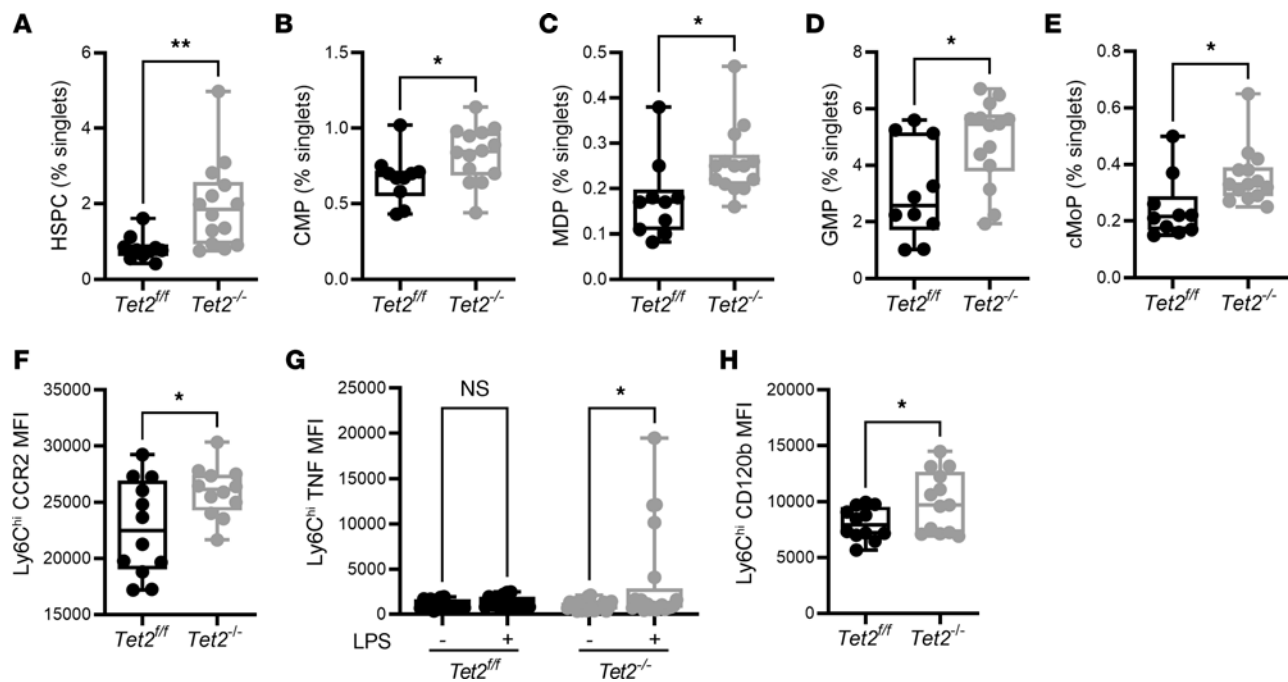 A
HSPC (% singlets)
6
4
2
0
**
Tet2f/f
Tet2-/-
B
CMP (% singlets)
1.5
1.0
0.5
0.0
*
Tet2f/f
Tet2-/-
C
MDP (% singlets)
0.5
0.4
0.3
0.2
0.1
0.0
*
Tet2f/f
Tet2-/-
D
GMP (% singlets)
8
6
4
2
0
*
Tet2f/f
Tet2-/-
E
cMoP (% singlets)
0.8
0.6
0.4
0.2
0.0
*
Tet2f/f
Tet2-/-
F
Ly6Chi CCR2 MFI
35000
30000
25000
20000
15000
*
Tet2f/f
Tet2-/-
G
Ly6Chi TNF MFI
25000
20000
15000
10000
5000
0
NS
*
LPS - + - +
Tet2f/f
Tet2-/-
H
Ly6Chi CD120b MFI
20000
15000
10000
5000
0
*
Tet2f/f
Tet2-/-